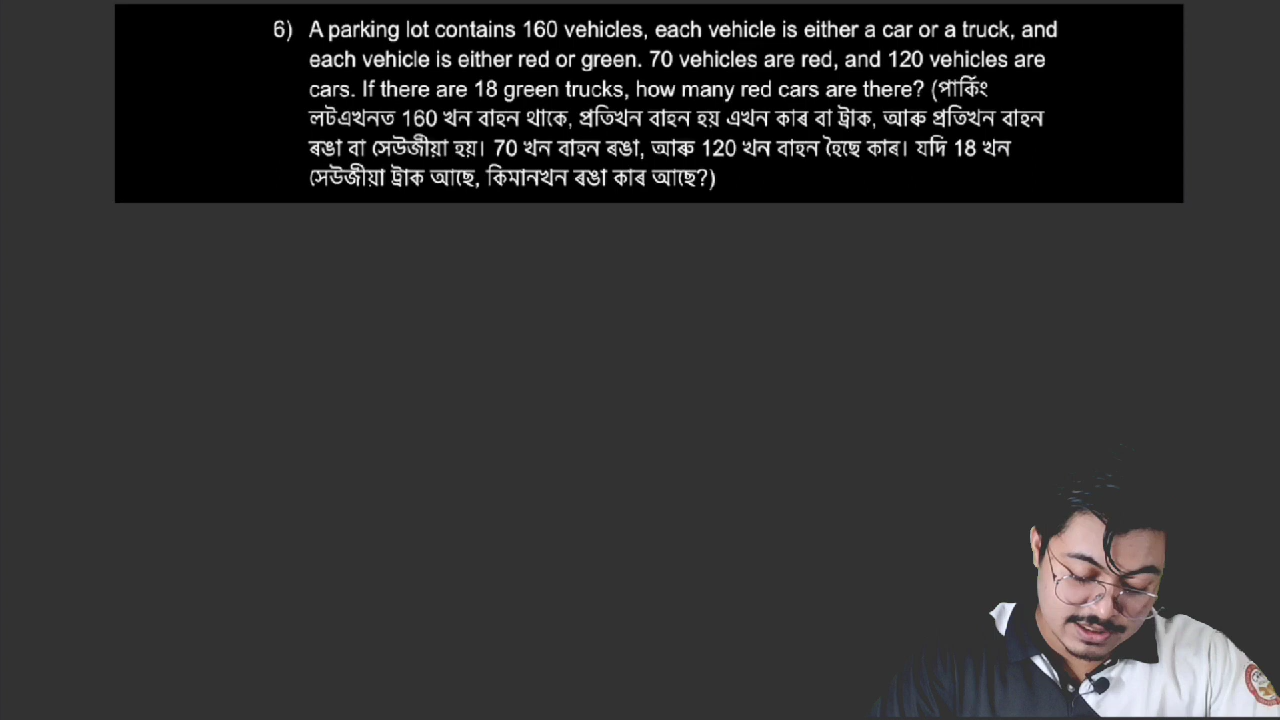 6) A parking lot contains 160 vehicles, each vehicle is either a car or a truck, and
each vehicle is either red or green. 70 vehicles are red, and 120 vehicles are
cars. If there are 18 green trucks, how many red cars are there? (পাৰ্কিং
লটএখনত 160 খন বাহন থাকে, প্ৰতিখন বাহন হয় এখন কাৰ বা ট্ৰাক, আৰু প্ৰতিখন বাহন
ৰঙা বা সেউজীয়া হয়। 70 খন বাহন ৰঙা, আৰু 120 খন বাহন হৈছে কাৰ। যদি 18 খন
সেউজীয়া ট্ৰাক আছে, কিমানখন ৰঙা কাৰ আছে?)